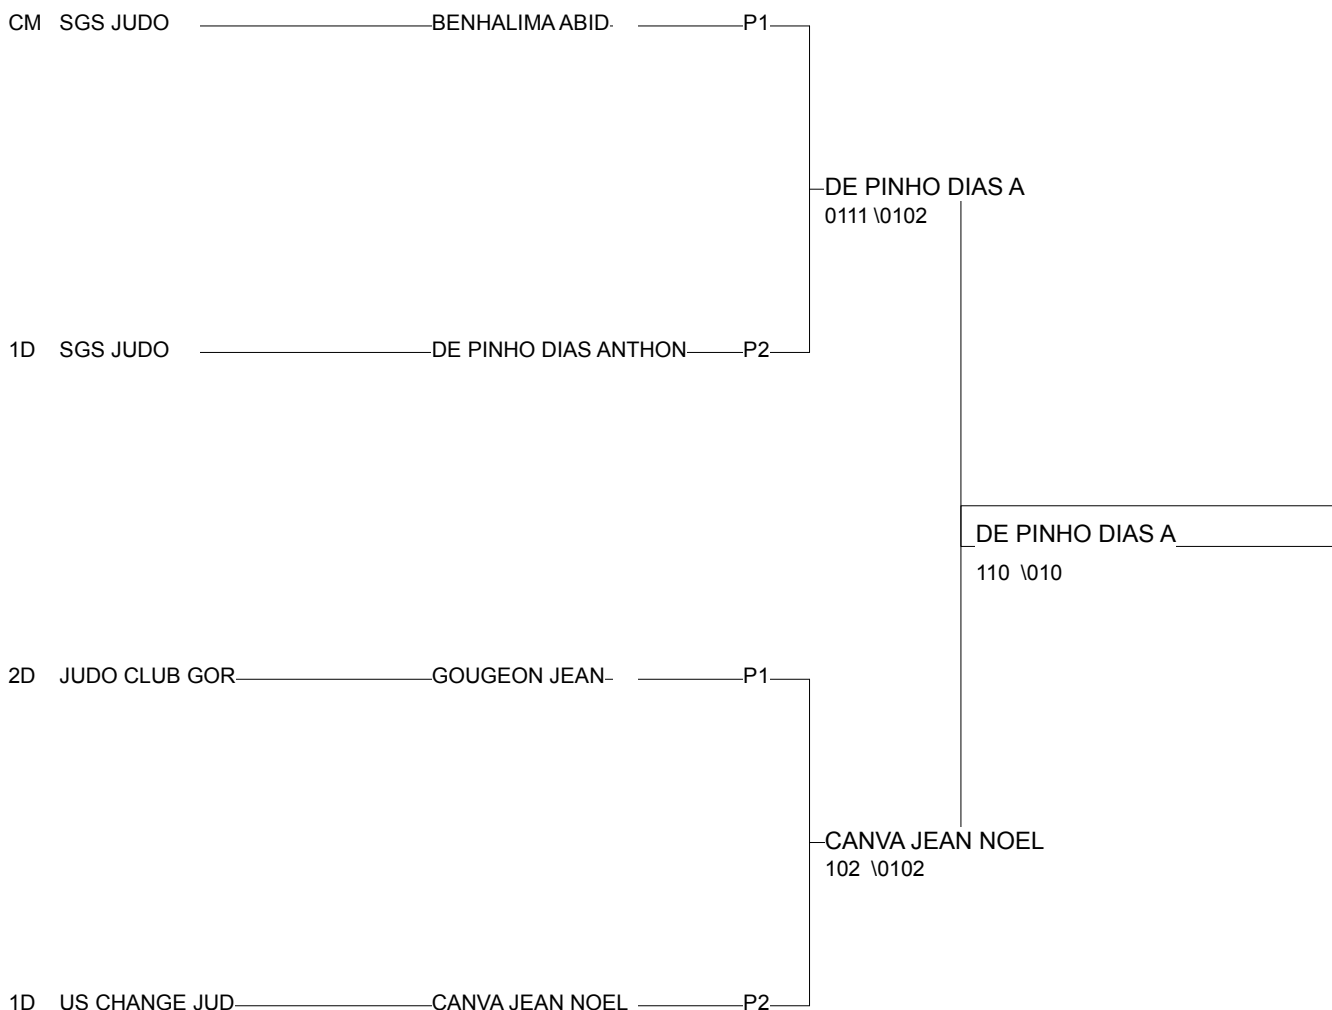 CM SGS JUDO BENHALIMA ABID P1
DE PINHO DIAS A
0111 \0102
1D SGS JUDO DE PINHO DIAS ANTHON P2
DE PINHO DIAS A
110 \010
2D JUDO CLUB GOR GOUGEON JEAN P1
CANVA JEAN NOEL
102 \0102
1D US CHANGE JUD CANVA JEAN NOEL P2